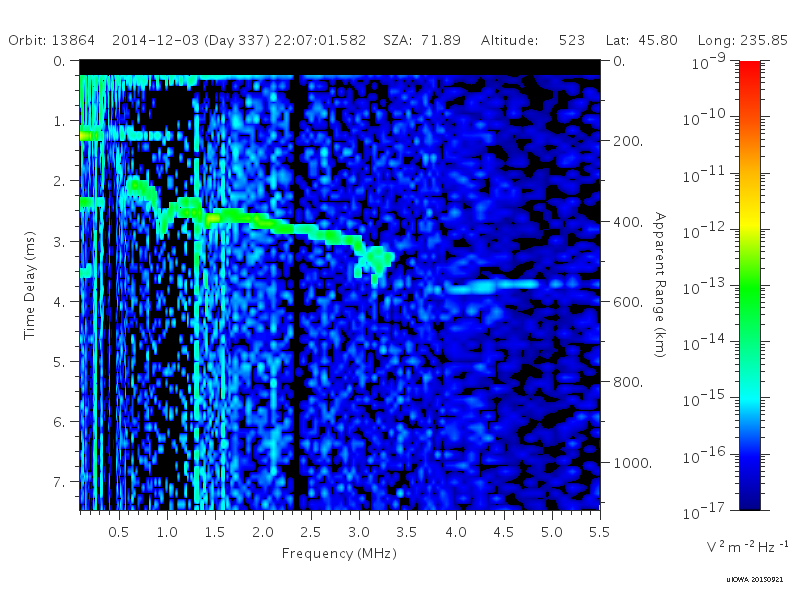 Orbit: 13864 2014-12-03 (Day 337) 22:07:01.582 SZA: 71.89 Altitude: 523 Lat: 45.80 Long: 235.85
0. 0. 10⁻⁹
1. 10⁻¹⁰
200. 10⁻¹¹
2.
400. 10⁻¹²
3. 10⁻¹³
4. 600. 10⁻¹⁴
5. 800. 10⁻¹⁵
6.
1000. 10⁻¹⁶
7. 10⁻¹⁷
Time Delay (ms)
Apparent Range (km)
0.5 1.0 1.5 2.0 2.5 3.0 3.5 4.0 4.5 5.0 5.5
Frequency (MHz)
V² m⁻² Hz⁻¹
uIOWA 20150921